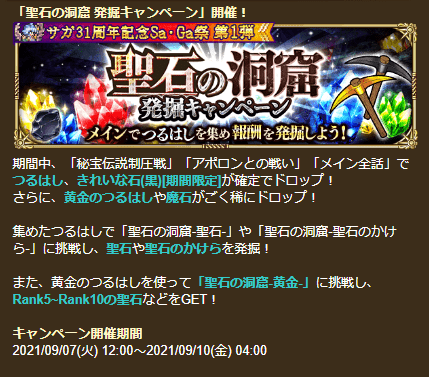 「聖石の洞窟 発掘キャンペーン」開催！
サガ31周年記念Sa・Ga祭 第1弾
聖石の洞窟
発掘キャンペーン
メインでつるはしを集め報酬を発掘しよう！
期間中、「秘宝伝説制圧戦」「アポロンとの戦い」「メイン全話」で
つるはし、きれいな石(黒)[期間限定]が確定でドロップ！
さらに、黄金のつるはしや魔石がごく稀にドロップ！
集めたつるはしで「聖石の洞窟-聖石-」や「聖石の洞窟-聖石のかけ
ら-」に挑戦し、聖石や聖石のかけらを発掘！
また、黄金のつるはしを使って「聖石の洞窟-黄金-」に挑戦し、
Rank5~Rank10の聖石などをGET！
キャンペーン開催期間
2021/09/07(火) 12:00～2021/09/10(金) 04:00